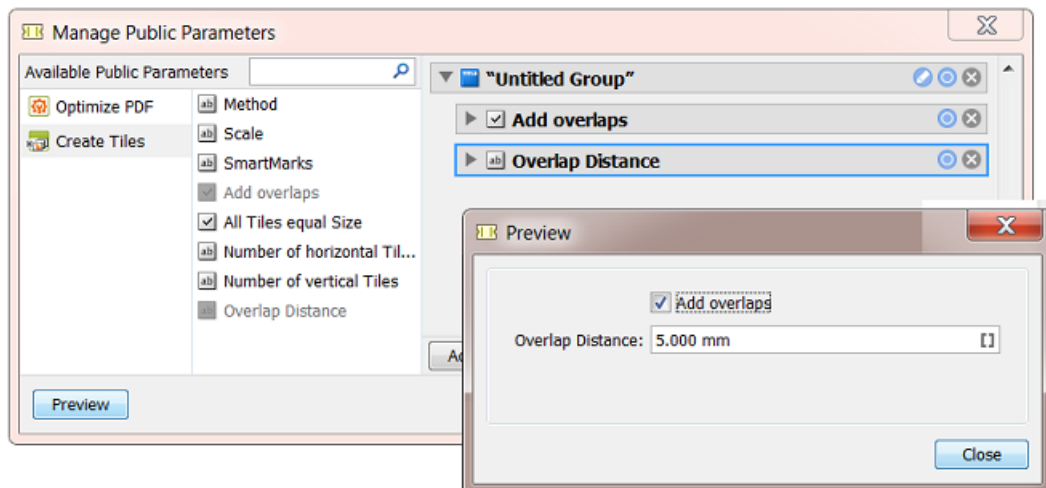 Manage Public Parameters
Available Public Parameters
Optimize PDF
Create Tiles
Method
Scale
SmartMarks
Add overlaps
All Tiles equal Size
Number of horizontal Til...
Number of vertical Tiles
Overlap Distance
"Untitled Group"
Add overlaps
Overlap Distance
Preview
Preview
Add overlaps
Overlap Distance: 5.000 mm
Close